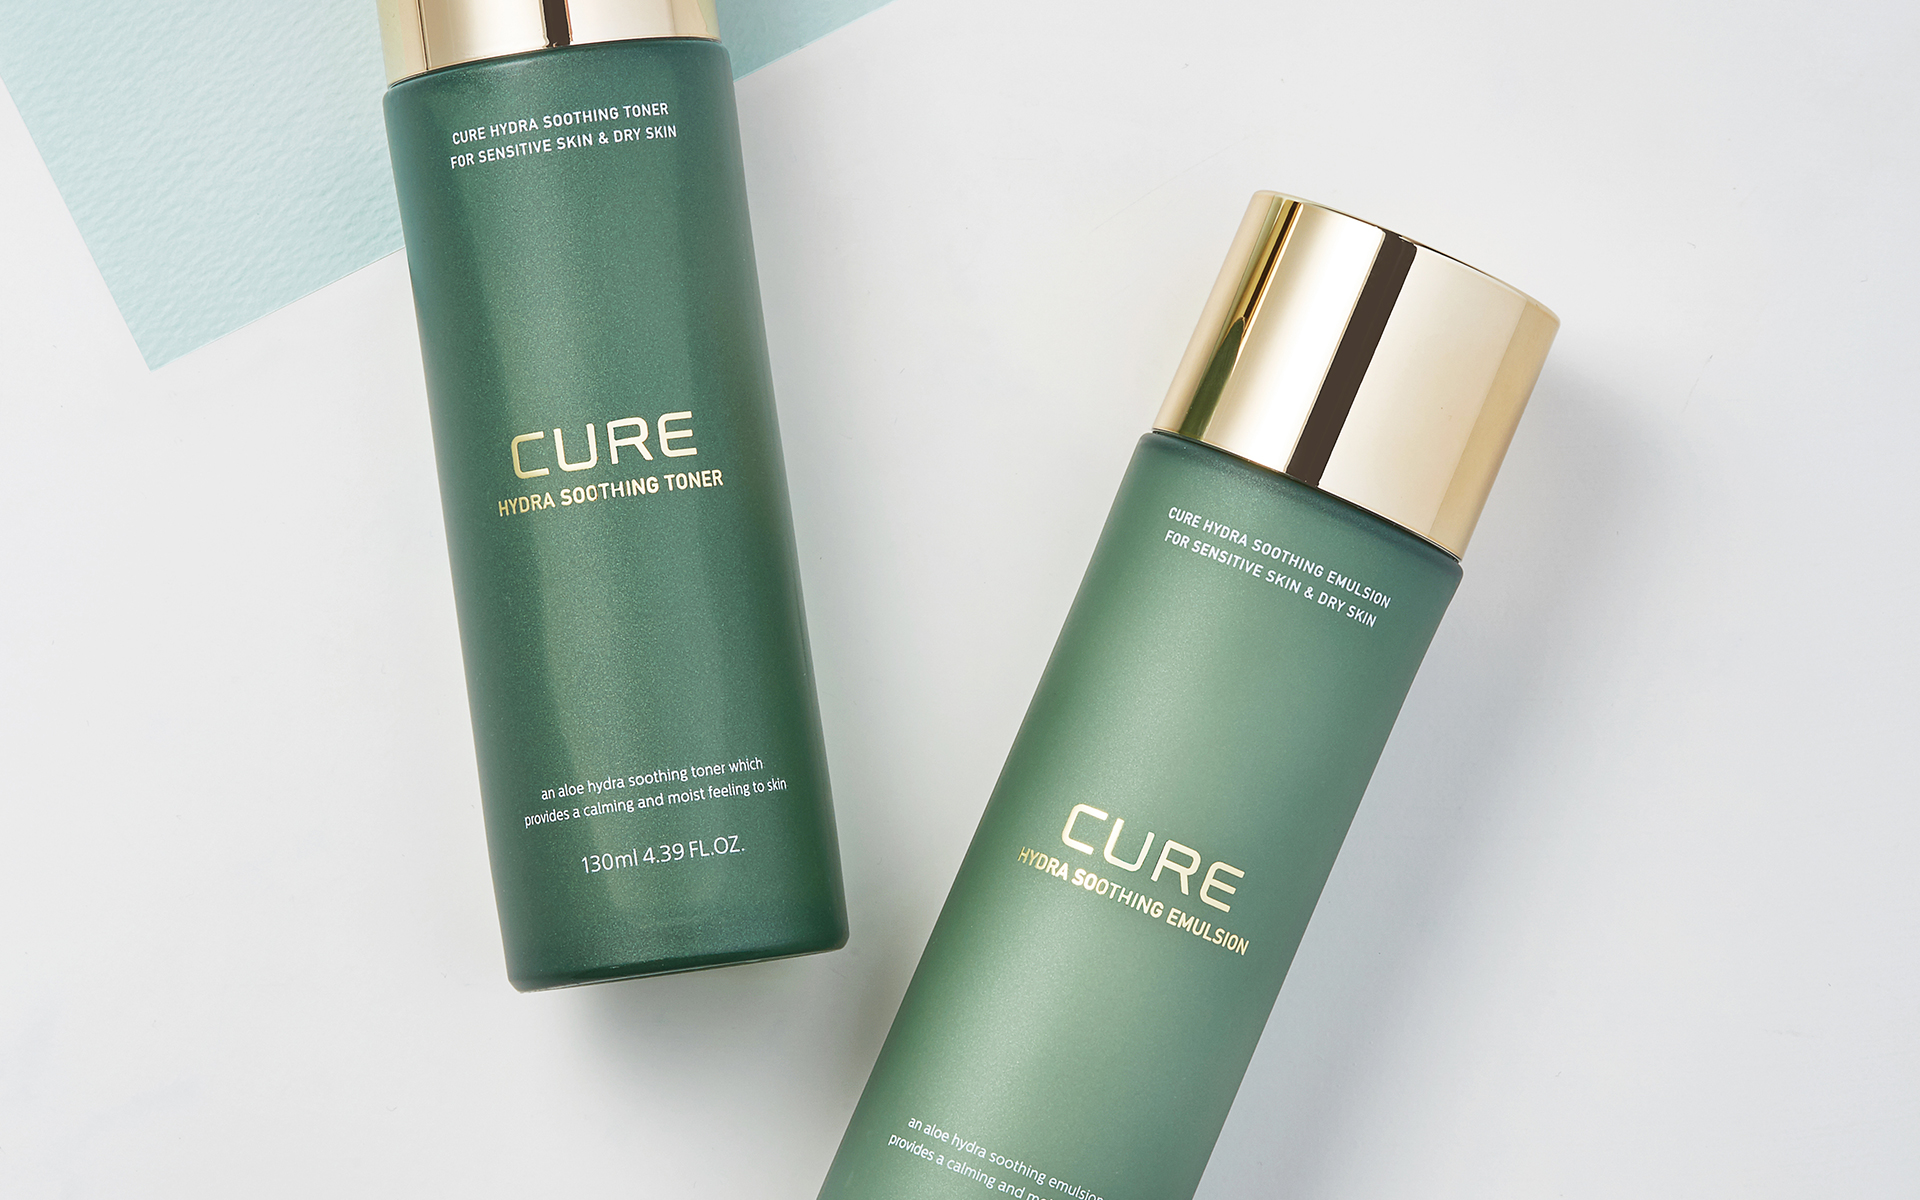 CURE HYDRA SOOTHING TONER
FOR SENSITIVE SKIN & DRY SKIN
CURE
HYDRA SOOTHING TONER
an aloe hydra soothing toner which
provides a calming and moist feeling to skin
130ml 4.39 FL.OZ.
CURE HYDRA SOOTHING EMULSION
FOR SENSITIVE SKIN & DRY SKIN
CURE
HYDRA SOOTHING EMULSION
an aloe hydra soothing emulsion
provides a calming and